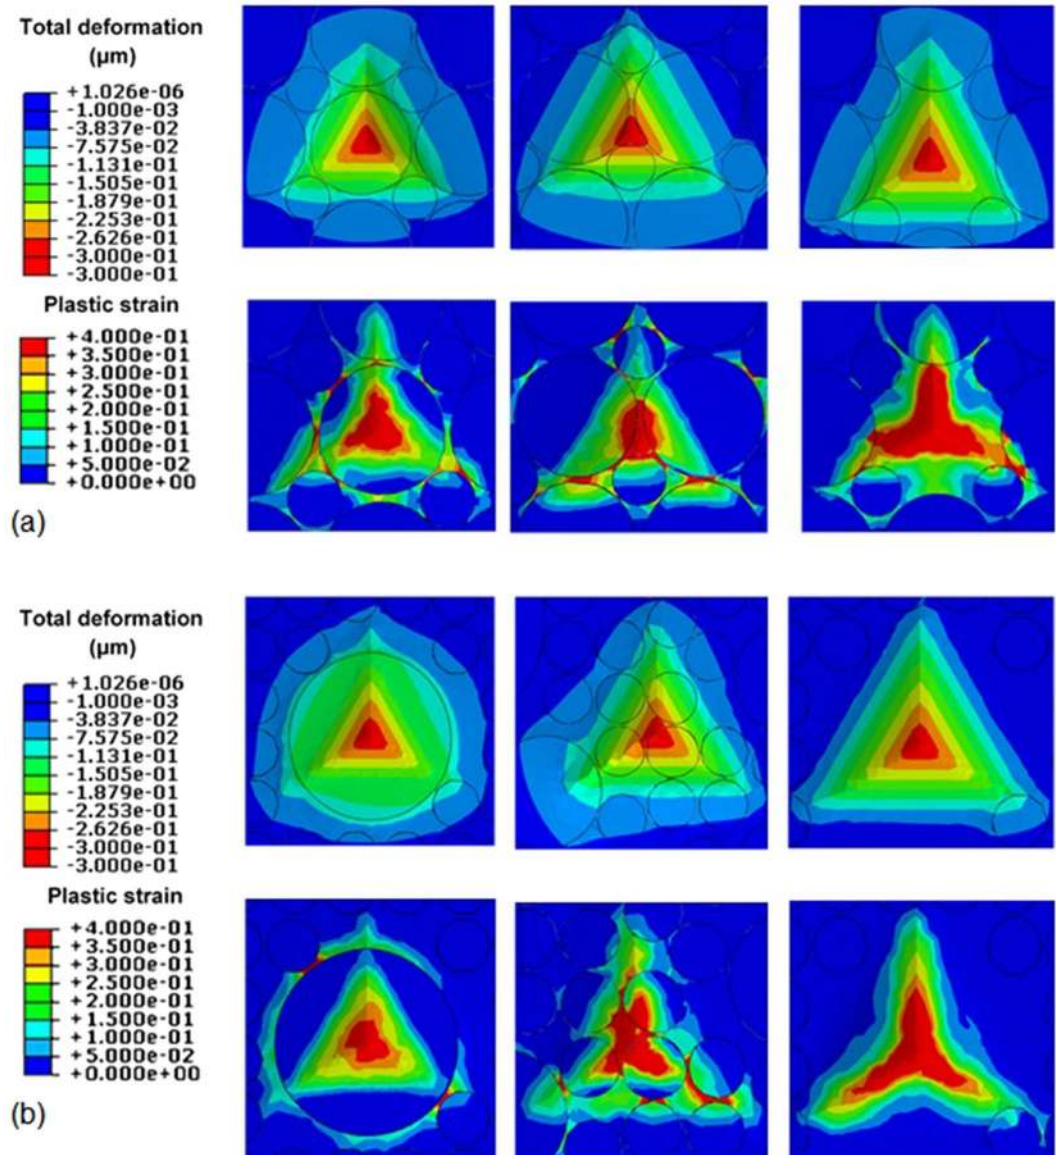 Total deformation
(µm)
+1.026e-06
-1.000e-03
-3.837e-02
-7.575e-02
-1.131e-01
-1.505e-01
-1.879e-01
-2.253e-01
-2.626e-01
-3.000e-01
-3.000e-01
Plastic strain
+4.000e-01
+3.500e-01
+3.000e-01
+2.500e-01
+2.000e-01
+1.500e-01
+1.000e-01
+5.000e-02
+0.000e+00
(a)
Total deformation
(µm)
+1.026e-06
-1.000e-03
-3.837e-02
-7.575e-02
-1.131e-01
-1.505e-01
-1.879e-01
-2.253e-01
-2.626e-01
-3.000e-01
-3.000e-01
Plastic strain
+4.000e-01
+3.500e-01
+3.000e-01
+2.500e-01
+2.000e-01
+1.500e-01
+1.000e-01
+5.000e-02
+0.000e+00
(b)